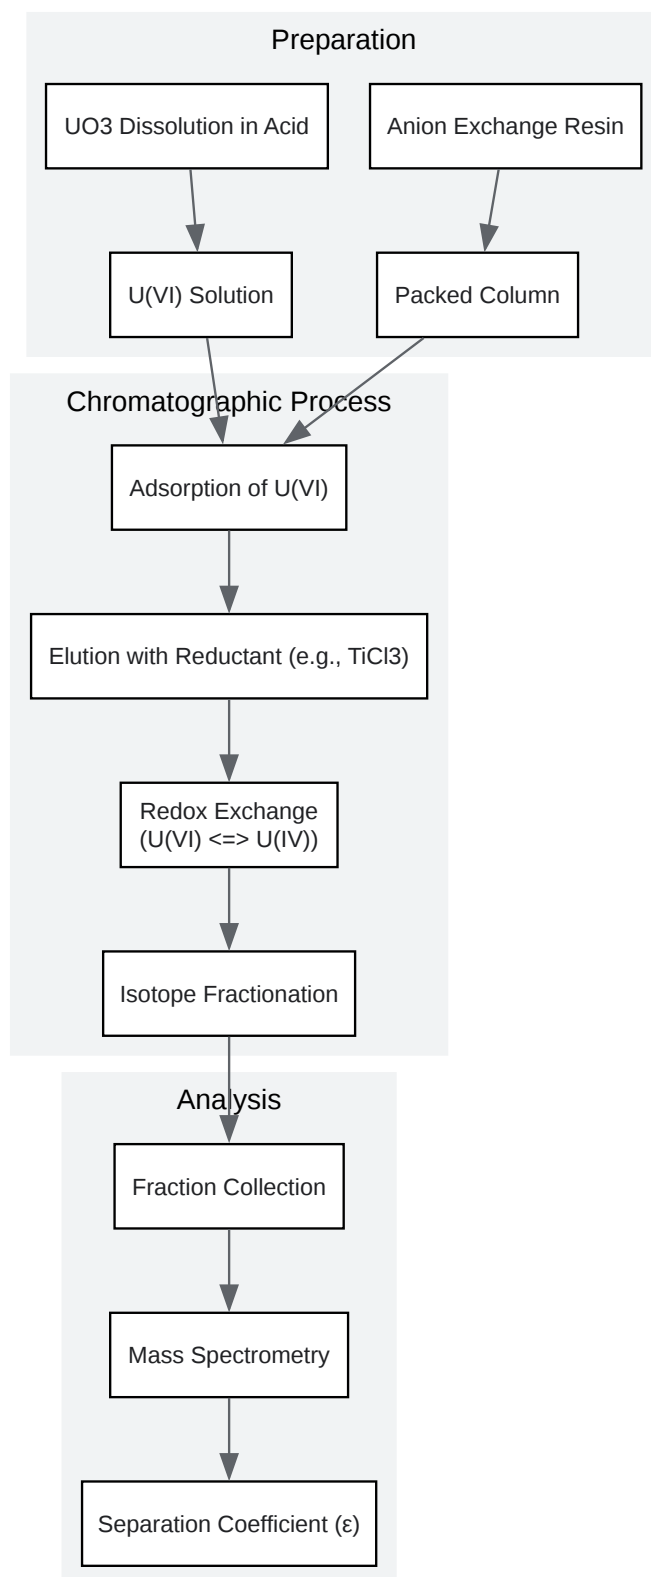 Preparation
UO3 Dissolution in Acid
Anion Exchange Resin
U(VI) Solution
Packed Column
Chromatographic Process
Adsorption of U(VI)
Elution with Reductant (e.g., TiCl3)
Redox Exchange
(U(VI) <=> U(IV))
Isotope Fractionation
Analysis
Fraction Collection
Mass Spectrometry
Separation Coefficient (ε)